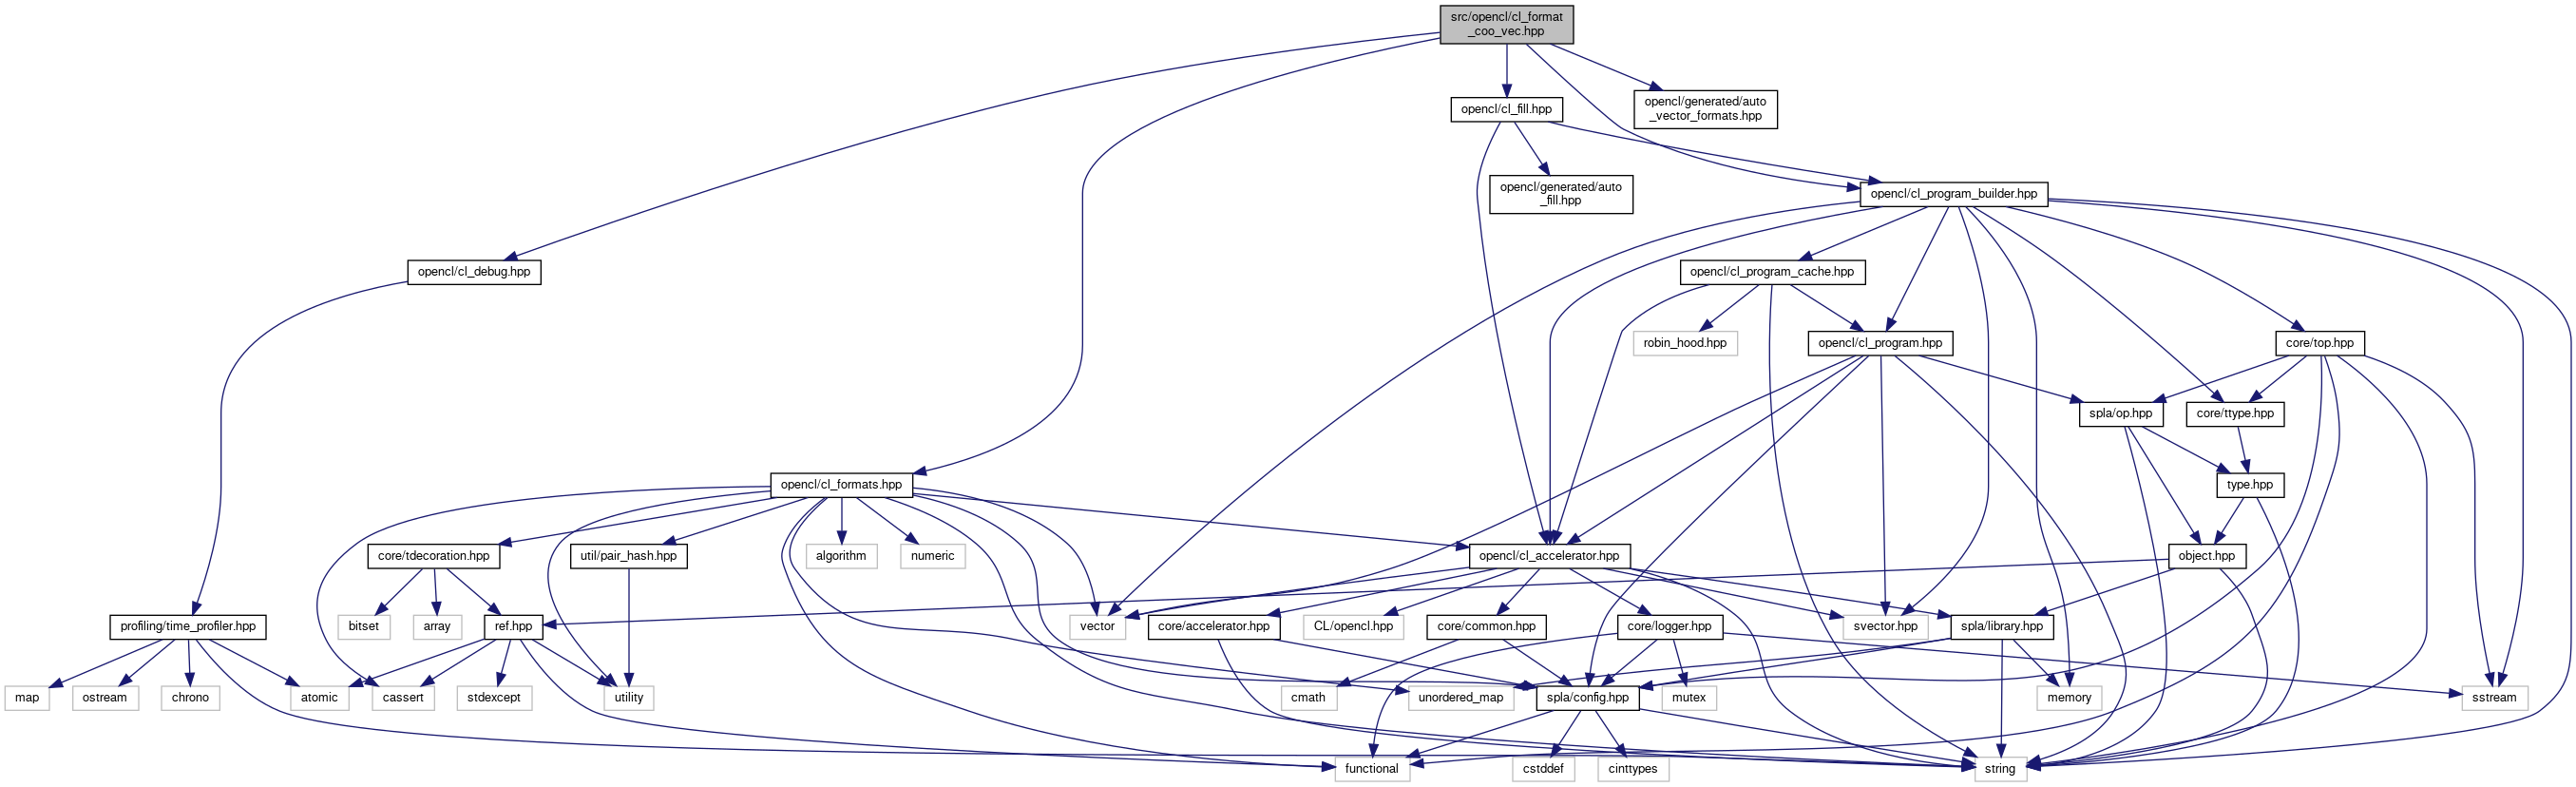 src/opencl/cl_format
_coo_vec.hpp
opencl/cl_fill.hpp
opencl/generated/auto
_vector_formats.hpp
opencl/generated/auto
_fill.hpp
opencl/cl_program_builder.hpp
opencl/cl_debug.hpp
opencl/cl_program_cache.hpp
robin_hood.hpp
opencl/cl_program.hpp
core/top.hpp
spla/op.hpp
core/ttype.hpp
opencl/cl_formats.hpp
type.hpp
core/tdecoration.hpp
util/pair_hash.hpp
algorithm
numeric
opencl/cl_accelerator.hpp
object.hpp
profiling/time_profiler.hpp
bitset
array
ref.hpp
vector
core/accelerator.hpp
CL/opencl.hpp
core/common.hpp
core/logger.hpp
svector.hpp
spla/library.hpp
map
ostream
chrono
atomic
cassert
stdexcept
utility
cmath
unordered_map
spla/config.hpp
mutex
memory
sstream
functional
cstddef
cinttypes
string